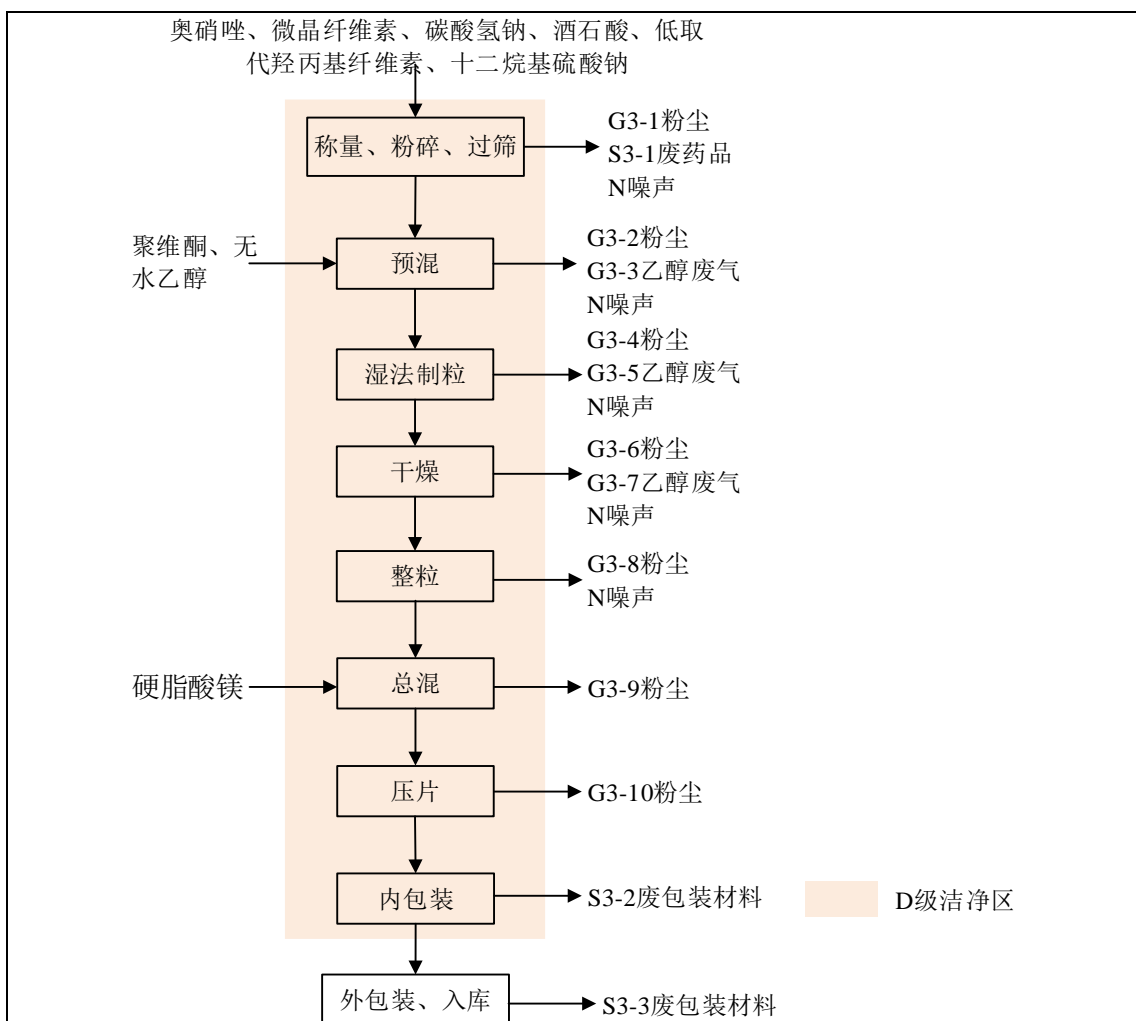 奥硝唑、微晶纤维素、碳酸氢钠、酒石酸、低取
代羟丙基纤维素、十二烷基硫酸钠
称量、粉碎、过筛
G3-1粉尘
S3-1废药品
N噪声
聚维酮、无
水乙醇
预混
G3-2粉尘
G3-3乙醇废气
N噪声
湿法制粒
G3-4粉尘
G3-5乙醇废气
N噪声
干燥
G3-6粉尘
G3-7乙醇废气
N噪声
整粒
G3-8粉尘
N噪声
硬脂酸镁
总混
G3-9粉尘
压片
G3-10粉尘
内包装
S3-2废包装材料
D级洁净区
外包装、入库
S3-3废包装材料